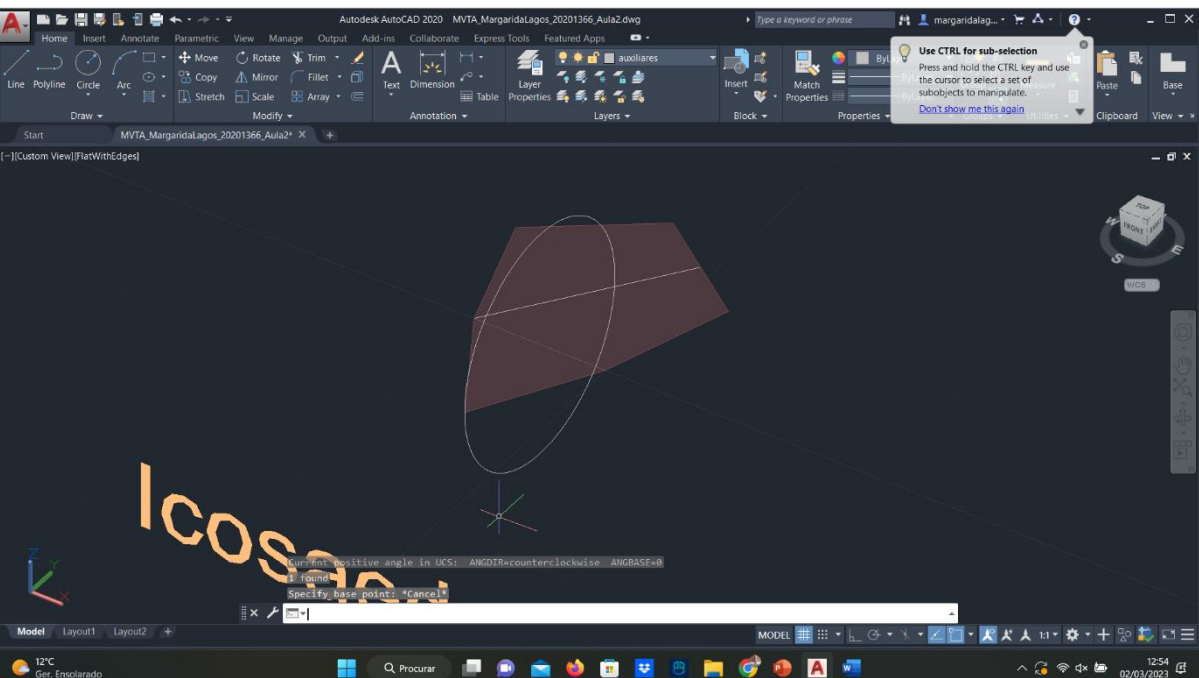 Autodesk AutoCAD 2020 MVTA_MargaridaLagos_20201366_Aula2.dwg
Type a keyword or phrase
margaridalag...
Home Insert Annotate Parametric View Manage Output Add-ins Collaborate Express Tools Featured Apps
Line Polyline Circle Arc
Move Rotate Trim
Copy Mirror Fillet
Stretch Scale Array
Text Dimension
Table
Layer
Properties
auxiliares
Insert
Match
Properties
Paste
Base
Draw
Modify
Annotation
Layers
Block
Properties
Clipboard
View
Use CTRL for sub-selection
Press and hold the CTRL key and use
the cursor to select a set of
subobjects to manipulate.
Don't show me this again
Start MVTA_MargaridaLagos_20201366_Aula2*
[−][Custom View][FlatWithEdges]
TOP
FRONT
W
S
E
WCS
Z
Y
X
Current positive angle in UCS: ANGDIR=counterclockwise ANGBASE=0
1 found
Specify base point: *Cancel*
Model Layout1 Layout2
MODEL
1:1
12°C
Ger. Ensolarado
Procurar
12:54
02/03/2023